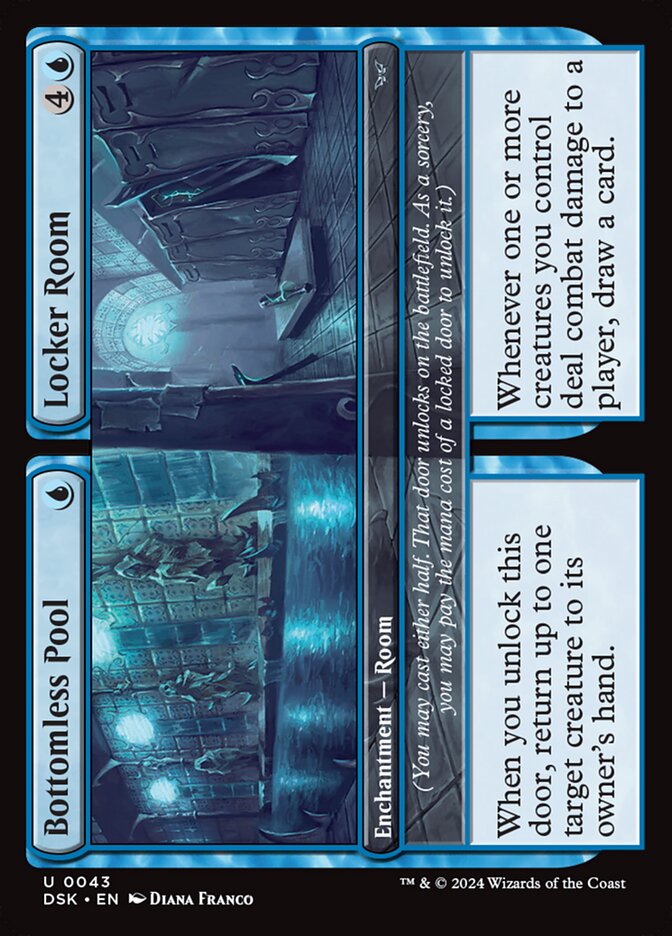 Bottomless Pool
When you unlock this
door, return up to one
target creature to its
owner's hand.
Locker Room
4
Whenever one or more
creatures you control
deal combat damage to a
player, draw a card.
Enchantment — Room
(You may cast either half. That door unlocks on the battlefield. As a sorcery,
you may pay the mana cost of a locked door to unlock it.)
U 0043
DSK • EN Diana Franco
™ & © 2024 Wizards of the Coast